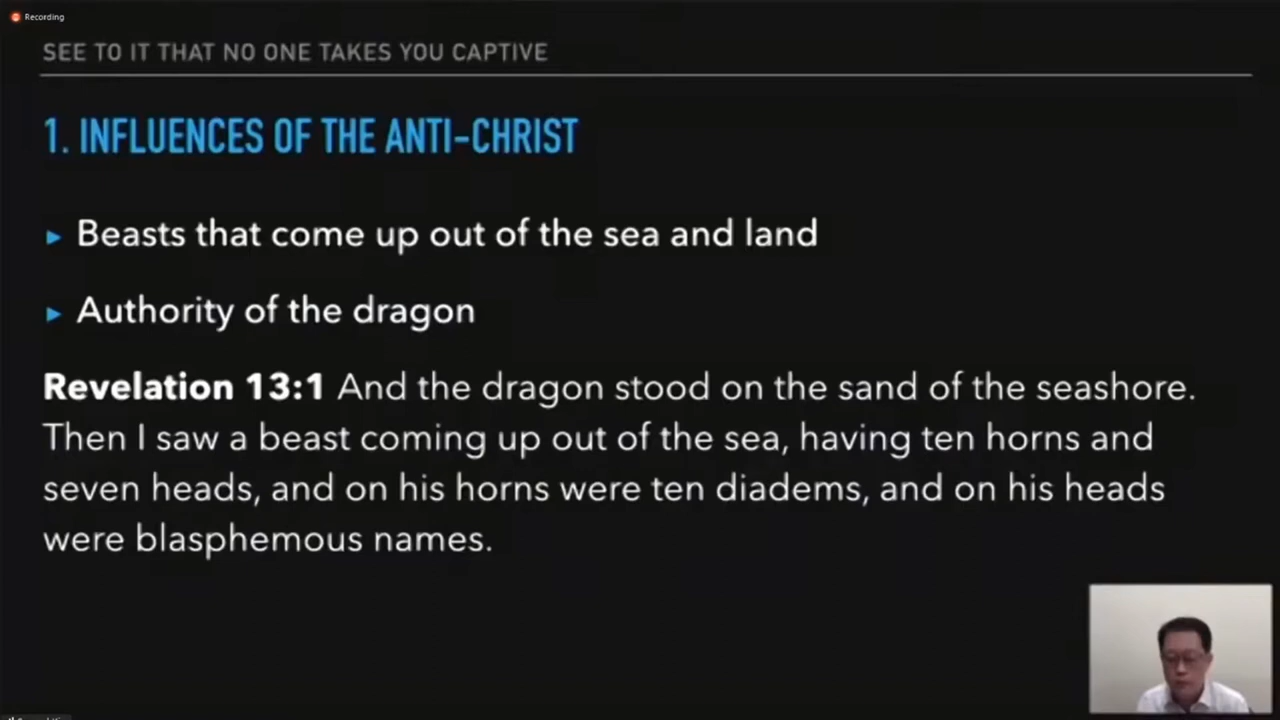 Recording
SEE TO IT THAT NO ONE TAKES YOU CAPTIVE
1. INFLUENCES OF THE ANTI-CHRIST
▸ Beasts that come up out of the sea and land
▸ Authority of the dragon
Revelation 13:1 And the dragon stood on the sand of the seashore.
Then I saw a beast coming up out of the sea, having ten horns and
seven heads, and on his horns were ten diadems, and on his heads
were blasphemous names.